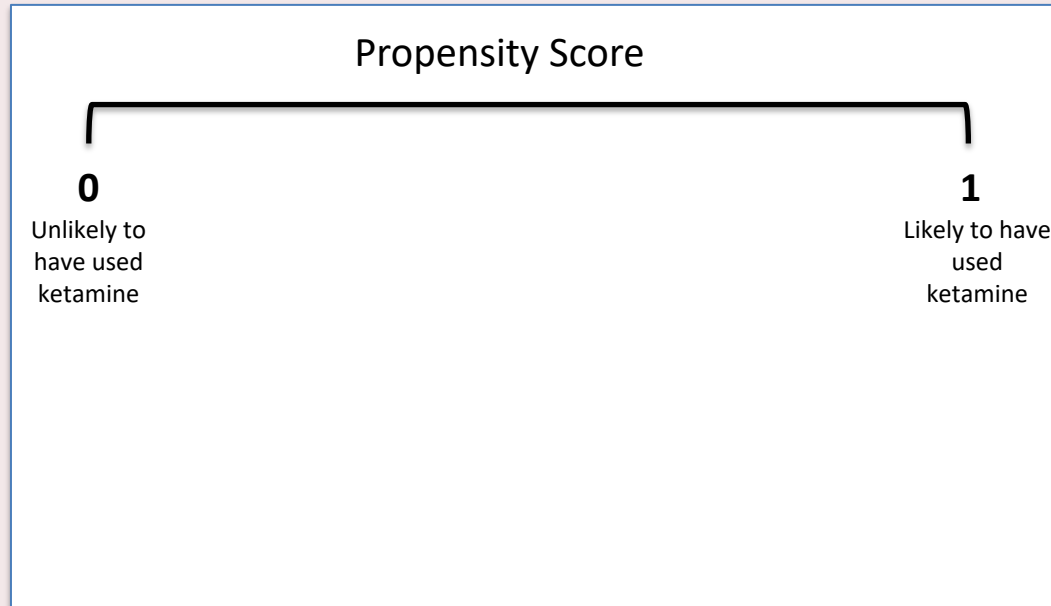 Propensity Score
0
Unlikely to
have used
ketamine
1
Likely to have
used
ketamine